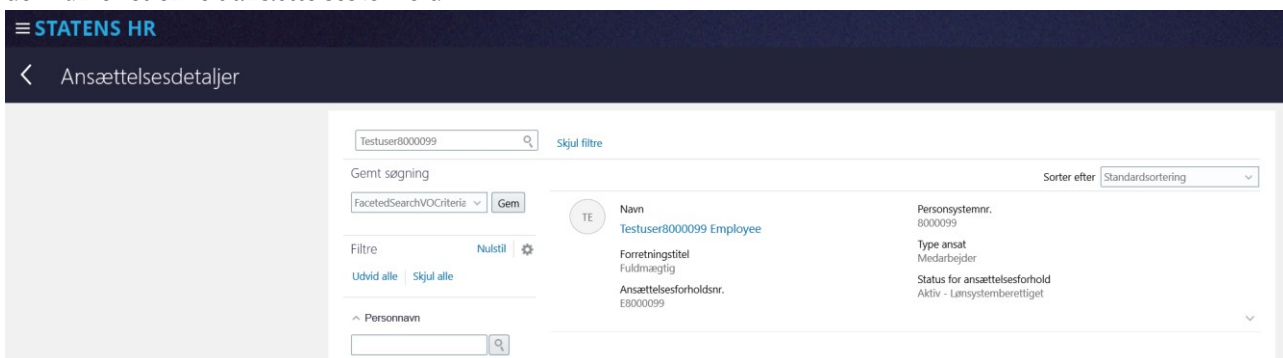 STATENS HR
Ansættelsesdetaljer
Testuser8000099
Skjul filtre
Gemt søgning
Sorter efter Standardsortering
FacetedSearchVOCriteria Gem
TE
Navn
Testuser8000099 Employee
Personsystemnr.
8000099
Filtre Nulstil
Forretningstitel
Fuldmægtig
Type ansat
Medarbejder
Udvid alle Skjul alle
Ansættelsesforholdsnr.
E8000099
Status for ansættelsesforhold
Aktiv - Lønsystemberettiget
Personnavn